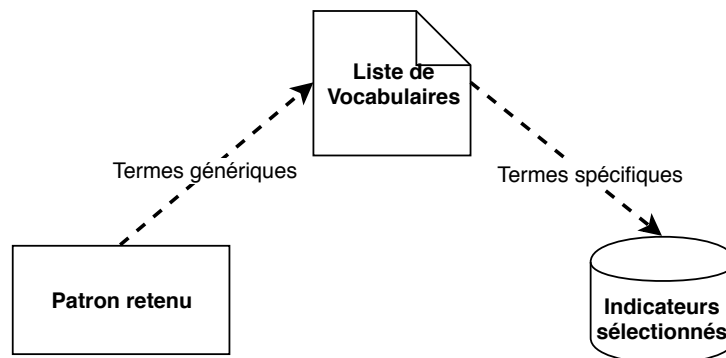 Liste de
Vocabulaires
Termes génériques
Termes spécifiques
Patron retenu
Indicateurs
sélectionnés